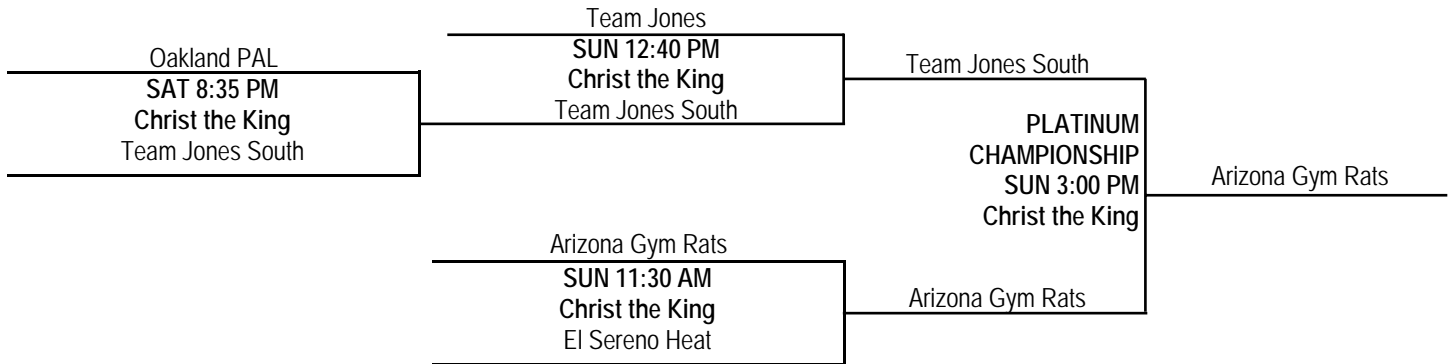 Oakland PAL
SAT 8:35 PM
Christ the King
Team Jones South
Team Jones
SUN 12:40 PM
Christ the King
Team Jones South
Arizona Gym Rats
SUN 11:30 AM
Christ the King
El Sereno Heat
Team Jones South
PLATINUM
CHAMPIONSHIP
SUN 3:00 PM
Christ the King
Arizona Gym Rats
Arizona Gym Rats